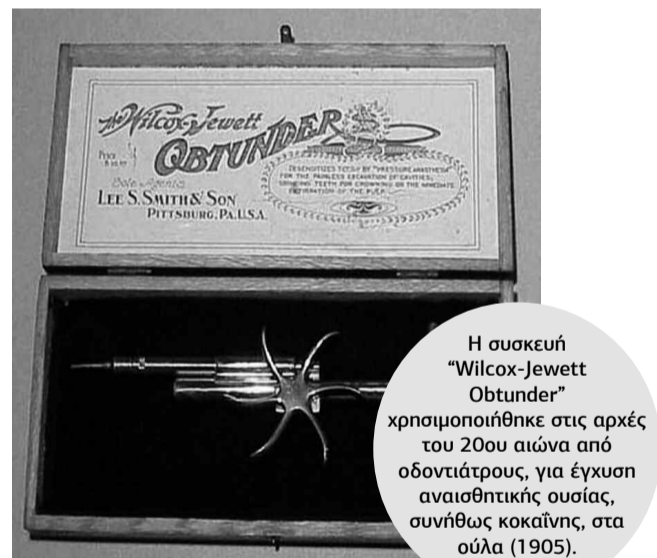 The Wilcox-Jewett
OBTUNDER
Price
Sole Agents
LEE S. SMITH & SON
PITTSBURG, PA. U.S.A.
DESENSITIZES TEETH BY "PRESSURE ANÆSTHESIA"
FOR THE PAINLESS EXCAVATION OF CAVITIES,
GRINDING TEETH FOR CROWNING OR THE IMMEDIATE
EXTIRPATION OF THE PULP.
Η συσκευή
“Wilcox-Jewett
Obtunder”
χρησιμοποιήθηκε στις αρχές
του 20ου αιώνα από
οδοντιάτρους, για έγχυση
αναισθητικής ουσίας,
συνήθως κοκαΐνης, στα
ούλα (1905).